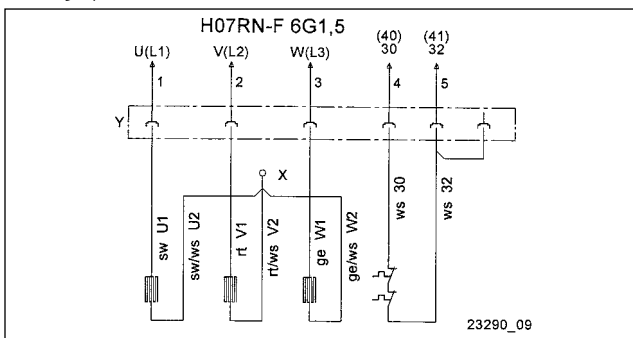 H07RN-F 6G1,5
U(L1) V(L2) W(L3) (40) 30 (41) 32
1 2 3 4 5
Y
X
sw U1
sw/ws U2
rt V1
rt/ws V2
ge W1
ge/ws W2
ws 30
ws 32
23290_09